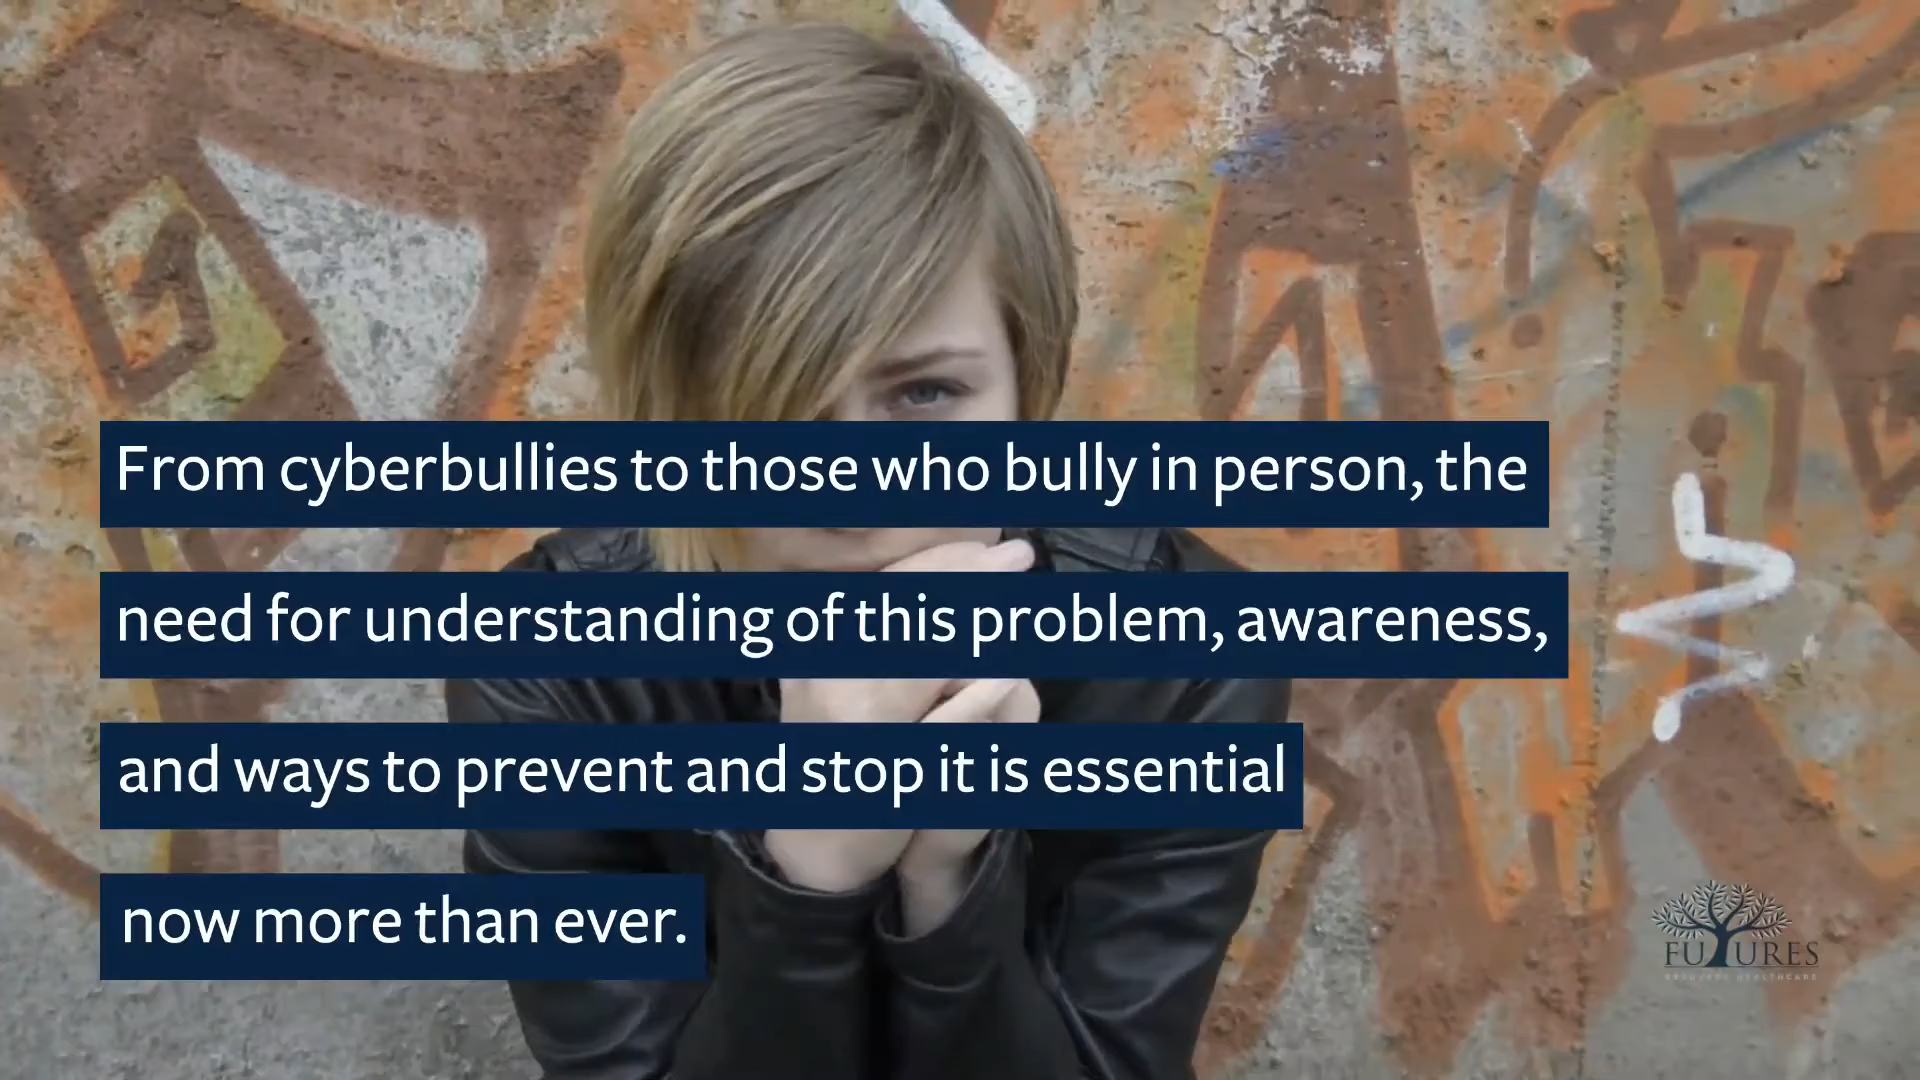 From cyberbullies to those who bully in person, the
need for understanding of this problem, awareness,
and ways to prevent and stop it is essential
now more than ever.
FUTURES